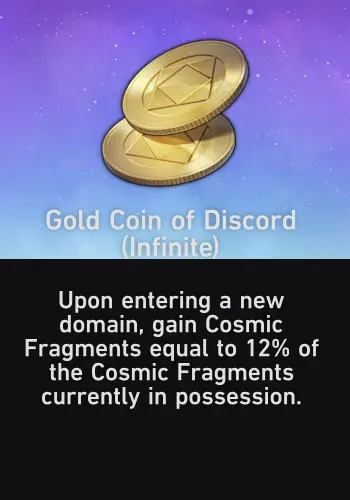 Gold Coin of Discord
(Infinite)
Upon entering a new
domain, gain Cosmic
Fragments equal to 12% of
the Cosmic Fragments
currently in possession.